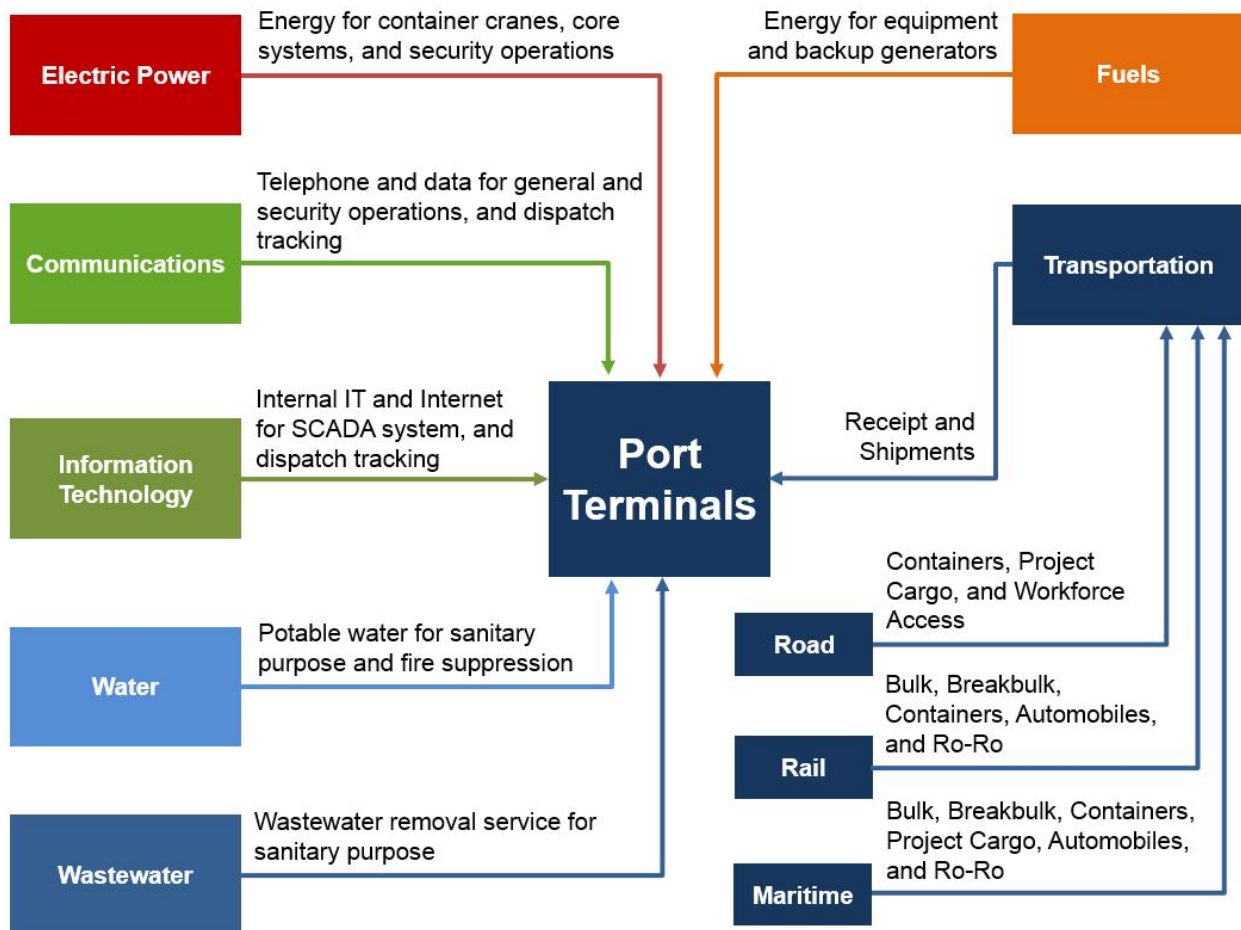 Electric Power
Energy for container cranes, core
systems, and security operations
Energy for equipment
and backup generators
Fuels
Communications
Telephone and data for general and
security operations, and dispatch
tracking
Transportation
Information
Technology
Internal IT and Internet
for SCADA system, and
dispatch tracking
Port
Terminals
Receipt and
Shipments
Water
Potable water for sanitary
purpose and fire suppression
Road
Containers, Project
Cargo, and Workforce
Access
Rail
Bulk, Breakbulk,
Containers, Automobiles,
and Ro-Ro
Wastewater
Wastewater removal service for
sanitary purpose
Maritime
Bulk, Breakbulk, Containers,
Project Cargo, Automobiles,
and Ro-Ro